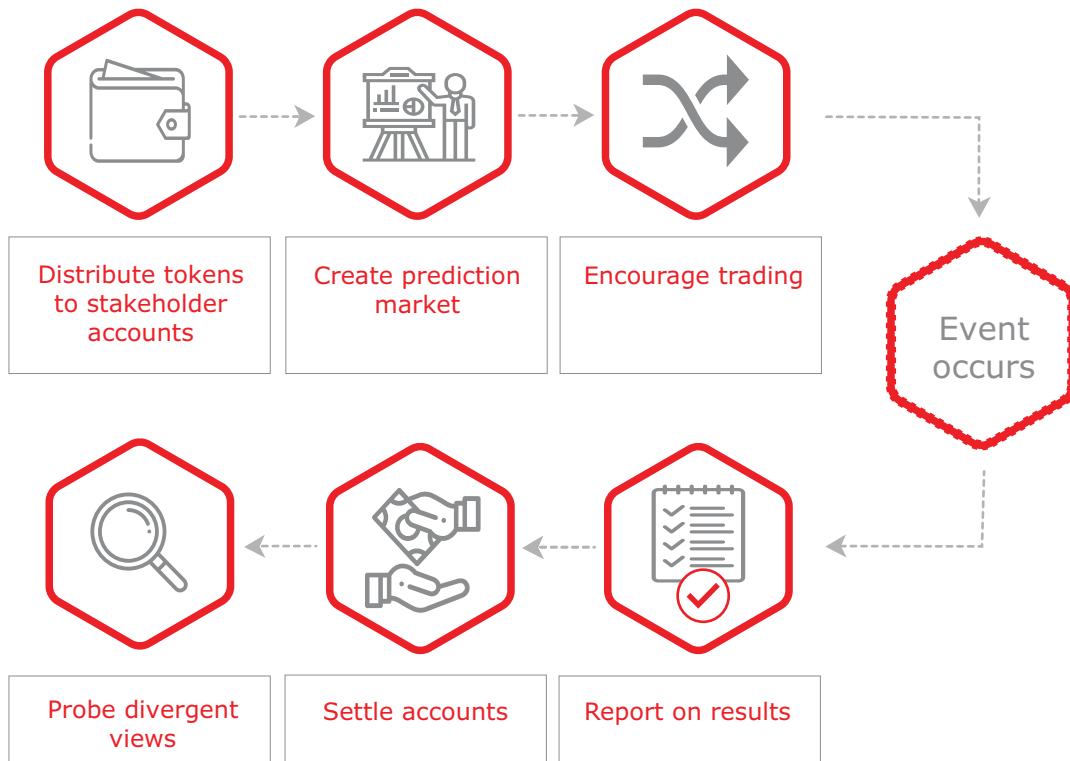 Distribute tokens
to stakeholder
accounts
Create prediction
market
Encourage trading
Event
occurs
Probe divergent
views
Settle accounts
Report on results